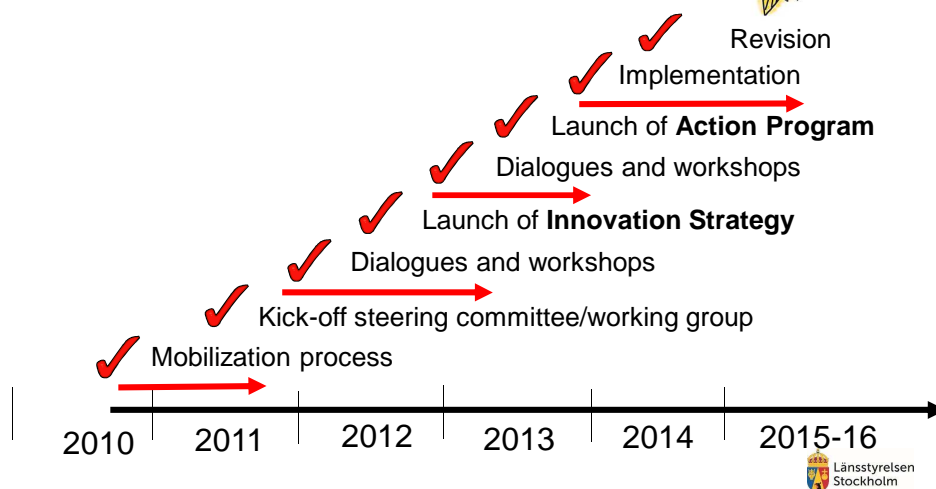 Revision
Implementation
Launch of Action Program
Dialogues and workshops
Launch of Innovation Strategy
Dialogues and workshops
Kick-off steering committee/working group
Mobilization process
2010 2011 2012 2013 2014 2015-16
Länsstyrelsen
Stockholm